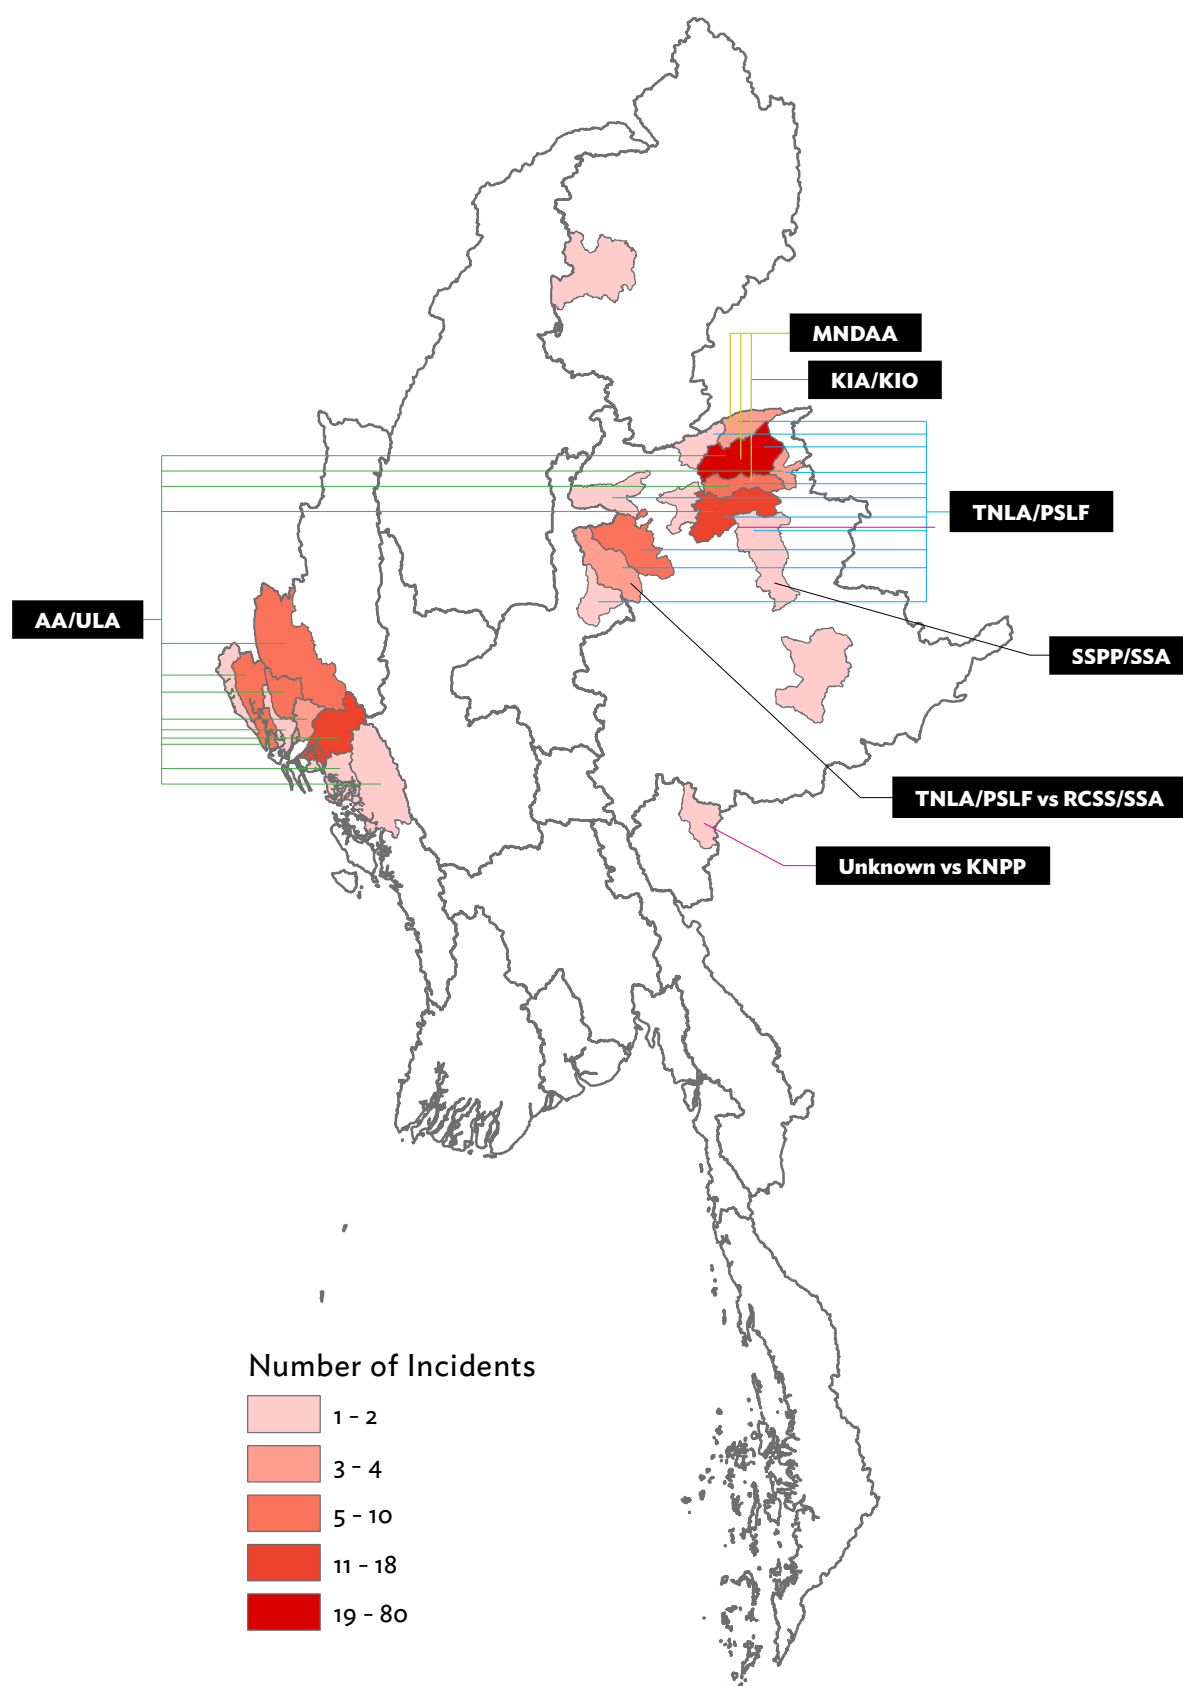 MNDAA
KIA/KIO
TNLA/PSLF
AA/ULA
SSPP/SSA
TNLA/PSLF vs RCSS/SSA
Unknown vs KNPP
Number of Incidents
1 - 2
3 - 4
5 - 10
11 - 18
19 - 80